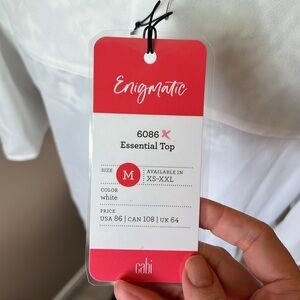 Enigmatic
6086
Essential Top
SIZE
M
AVAILABLE IN
XS-XXL
COLOR
white
PRICE
USA 86 | CAN 108 | UK 64
cabi